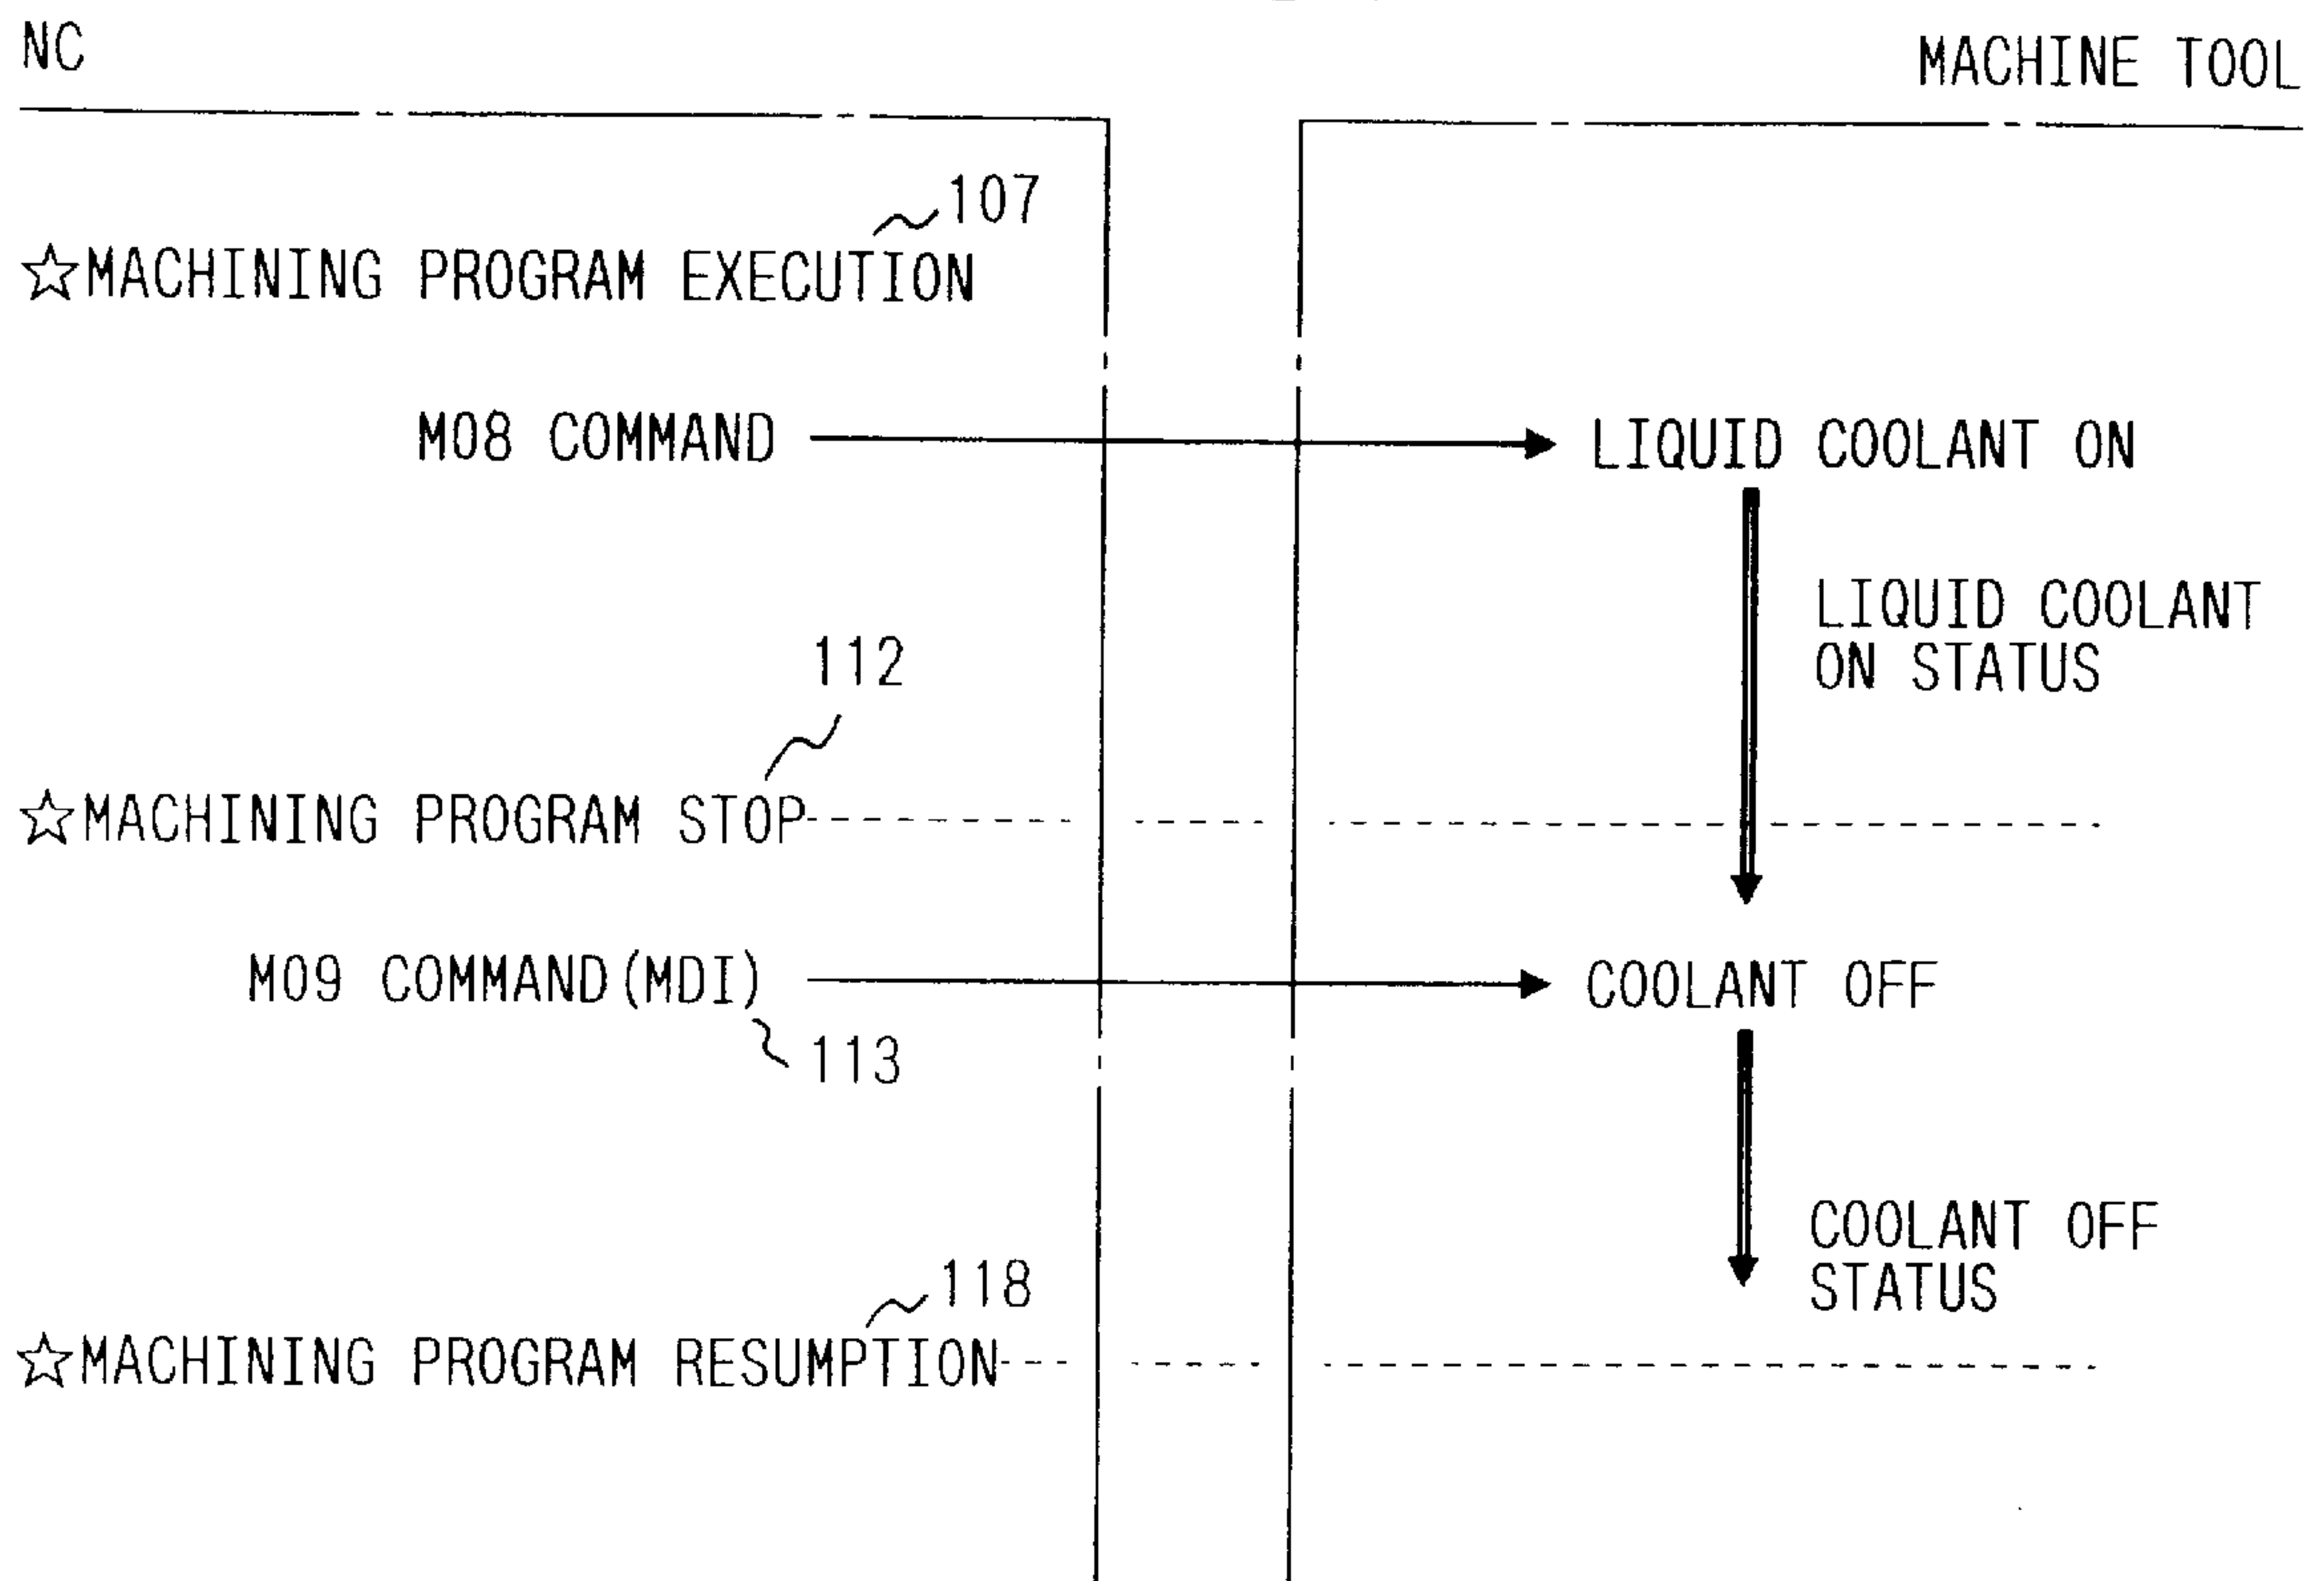 NC
MACHINE TOOL
107
☆MACHINING PROGRAM EXECUTION
M08 COMMAND
LIQUID COOLANT ON
LIQUID COOLANT
ON STATUS
112
☆MACHINING PROGRAM STOP
M09 COMMAND(MDI)
COOLANT OFF
113
COOLANT OFF
STATUS
118
☆MACHINING PROGRAM RESUMPTION